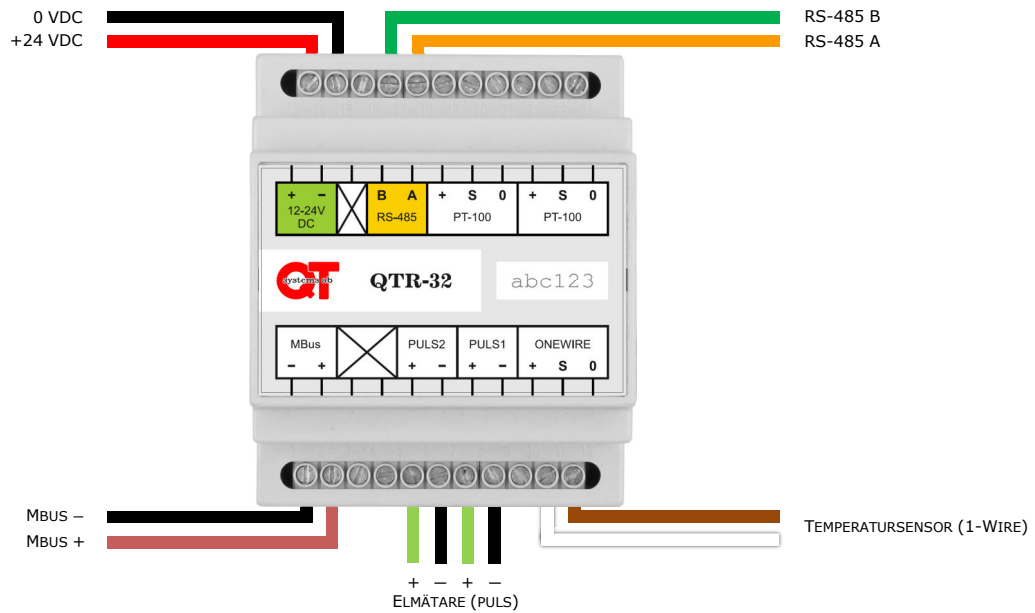 0 VDC
+24 VDC
RS-485 B
RS-485 A
+ − B A + S 0 + S 0
12-24V DC RS-485 PT-100 PT-100
QT
systems ab
QTR-32
abc123
MBus PULS2 PULS1 ONEWIRE
− + + − + − + S 0
MBUS −
MBUS +
TEMPERATURSENSOR (1-WIRE)
+ − + −
ELMÄTARE (PULS)